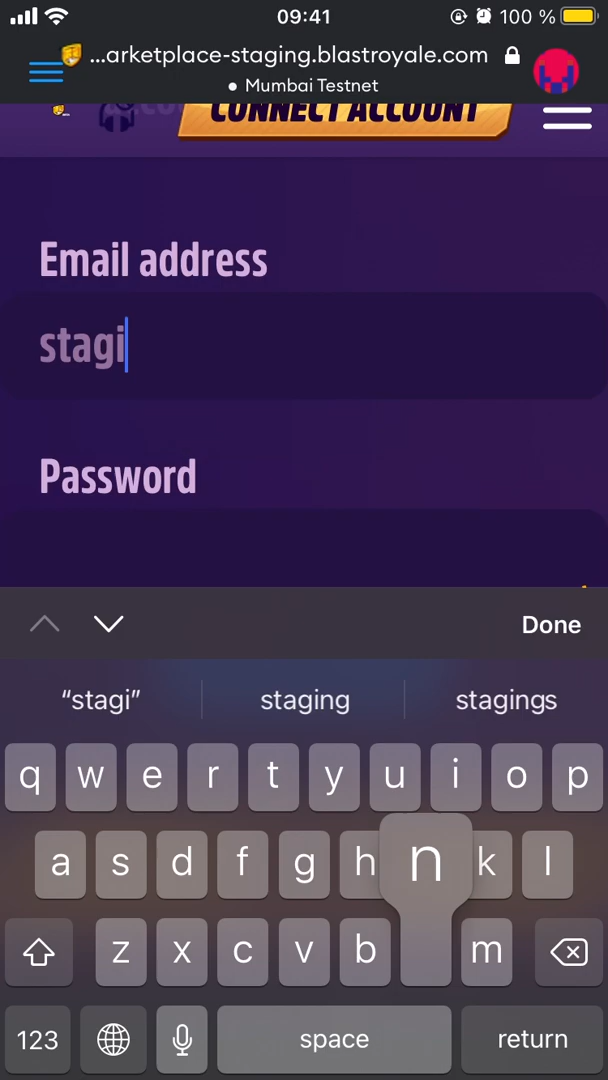 09:41
100 %
...arketplace-staging.blastroyale.com
Mumbai Testnet
CONNECT ACCOUNT
Email address
stagi
Password
Done
“stagi” staging stagings
q w e r t y u i o p
a s d f g h n k l
z x c v b m
123 space return